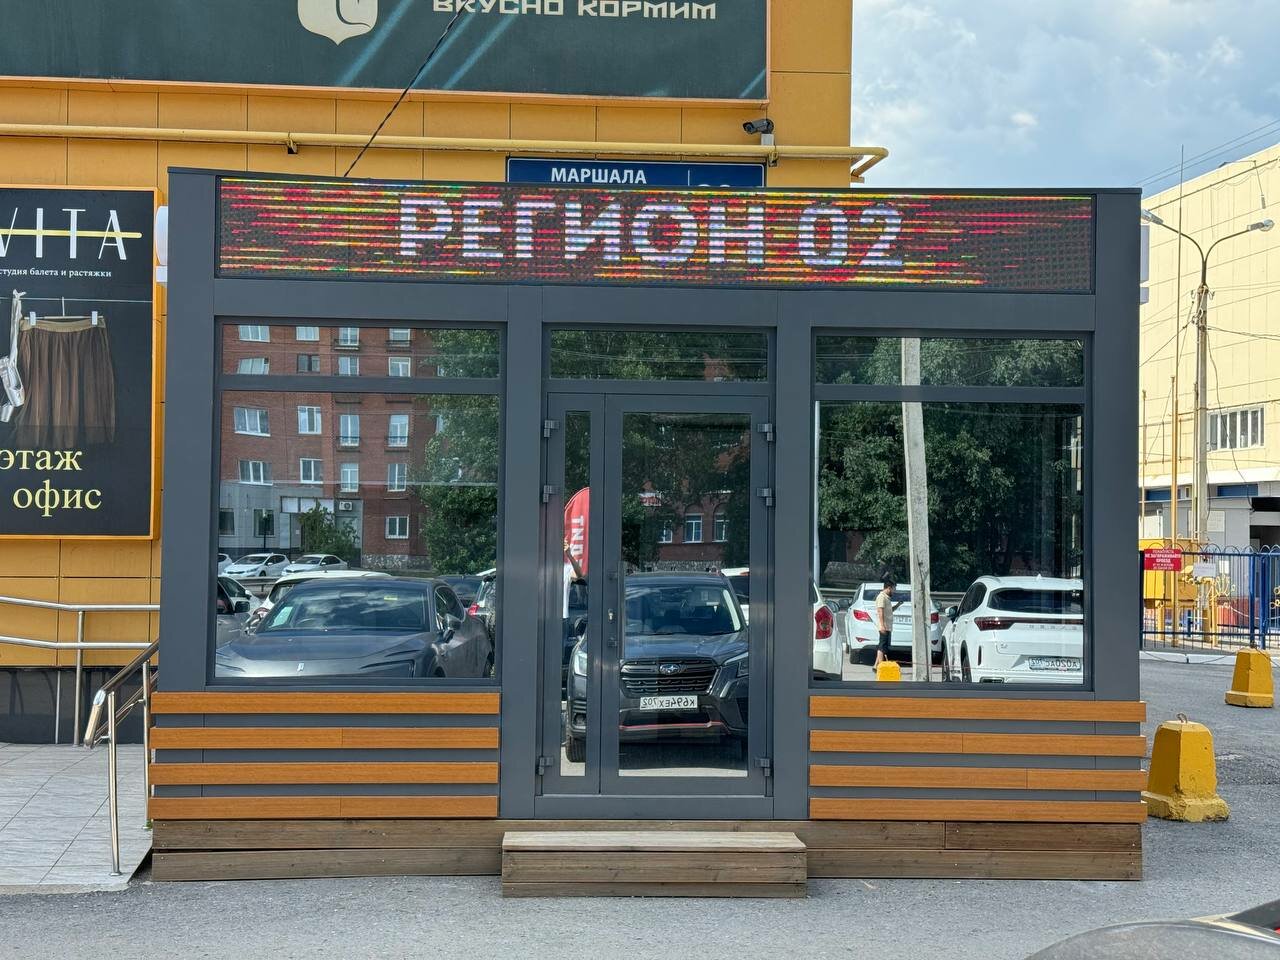 ВКУСНО КОРМИМ
МАРШАЛА
РЕГИОН 02
VITA
студия балета и растяжки
этаж
офис